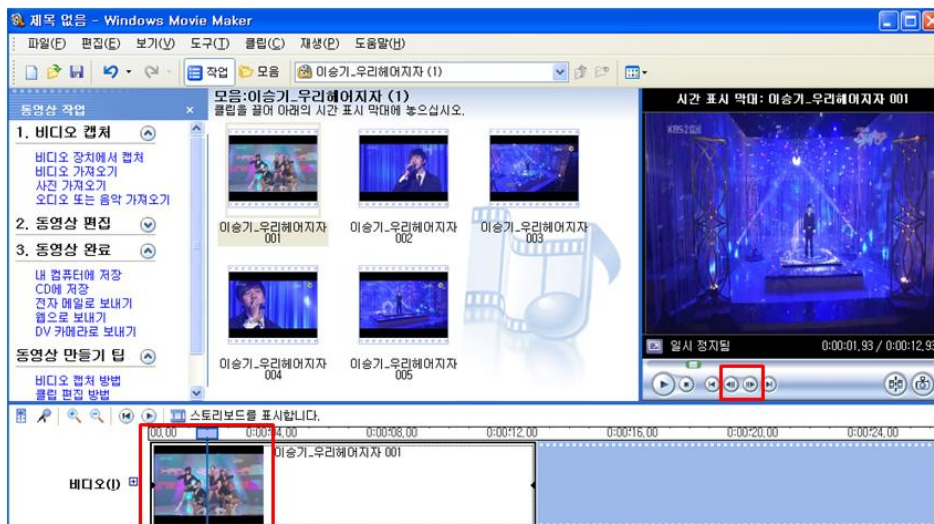 제목 없음 - Windows Movie Maker
파일(F) 편집(E) 보기(V) 도구(T) 클립(C) 재생(P) 도움말(H)
작업 모음 이승기_우리헤어지자 (1)
동영상 작업
1. 비디오 캡처
비디오 장치에서 캡처
비디오 가져오기
사진 가져오기
오디오 또는 음악 가져오기
2. 동영상 편집
3. 동영상 완료
내 컴퓨터에 저장
CD에 저장
전자 메일로 보내기
웹으로 보내기
DV 카메라로 보내기
동영상 만들기 팁
비디오 캡처 방법
클립 편집 방법
모음:이승기_우리헤어지자 (1)
클립을 끌어 아래의 시간 표시 막대에 놓으십시오.
이승기_우리헤어지자
001
이승기_우리헤어지자
002
이승기_우리헤어지자
003
이승기_우리헤어지자
004
이승기_우리헤어지자
005
시간 표시 막대: 이승기_우리헤어지자 001
KBS2
일시 정지됨 0:00:01,93 / 0:00:12,93
스토리보드를 표시합니다.
00,00 0:00:04,00 0:00:08,00 0:00:12,00 0:00:16,00 0:00:20,00 0:00:24,00
이승기_우리헤어지자 001
비디오(I)